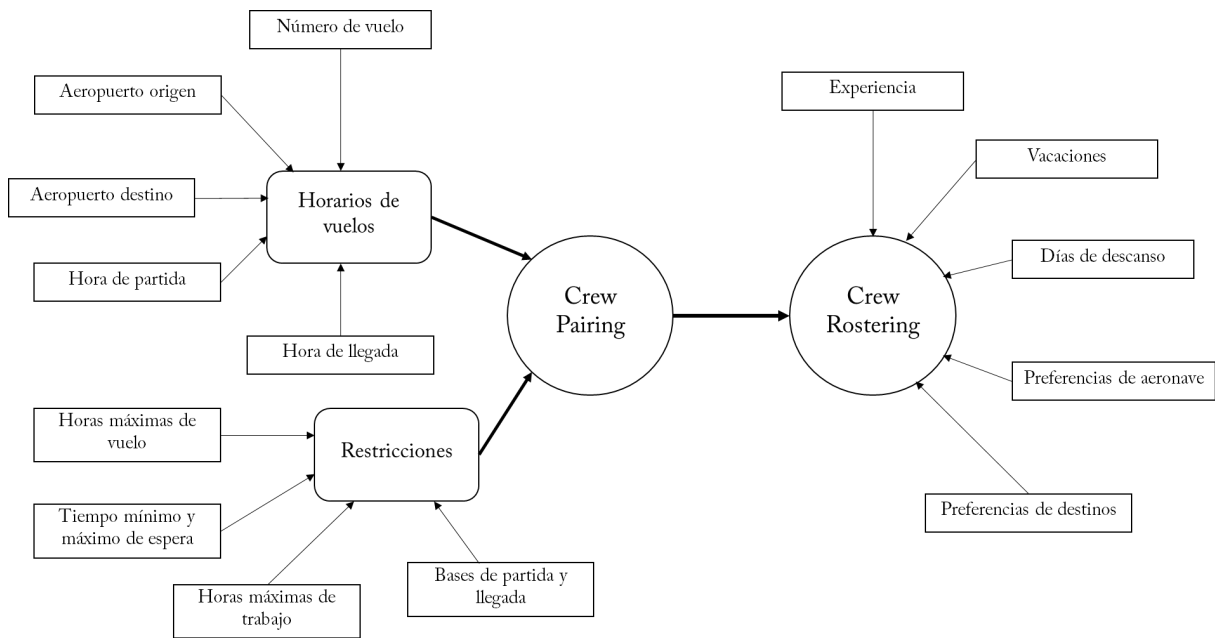 Número de vuelo
Aeropuerto origen
Experiencia
Vacaciones
Aeropuerto destino
Horarios de
vuelos
Días de descanso
Hora de partida
Crew
Pairing
Crew
Rostering
Hora de llegada
Preferencias de aeronave
Horas máximas de
vuelo
Restricciones
Tiempo mínimo y
máximo de espera
Preferencias de destinos
Horas máximas de
trabajo
Bases de partida y
llegada